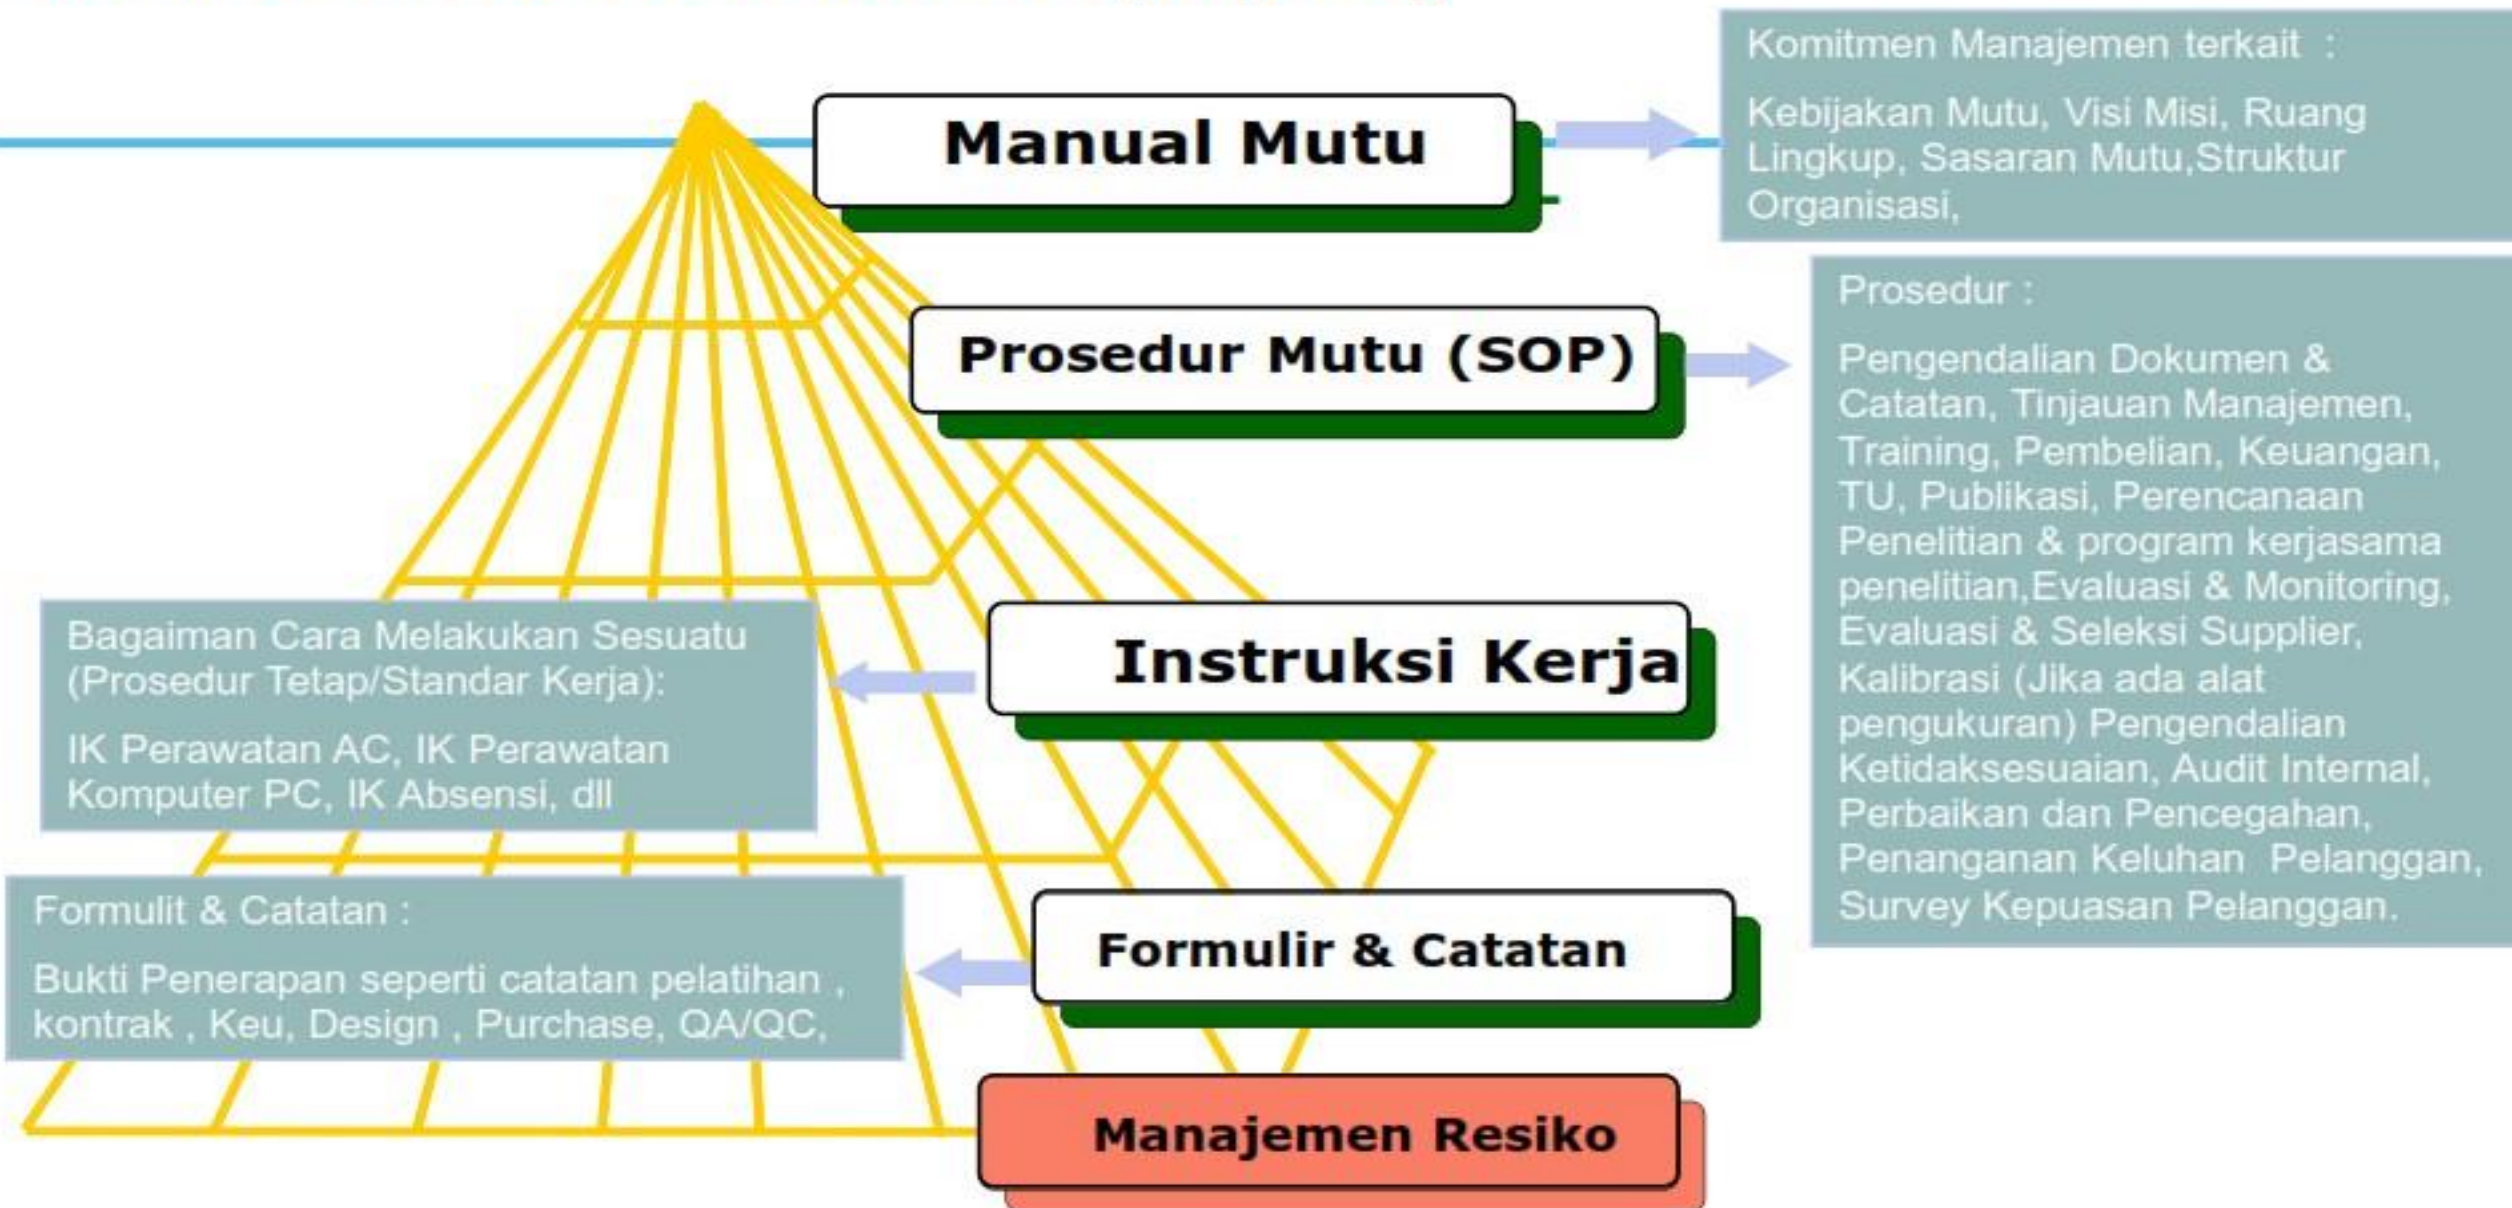 Manual Mutu
Komitmen Manajemen terkait :
Kebijakan Mutu, Visi Misi, Ruang
Lingkup, Sasaran Mutu,Struktur
Organisasi,
Prosedur Mutu (SOP)
Prosedur :
Pengendalian Dokumen &
Catatan, Tinjauan Manajemen,
Training, Pembelian, Keuangan,
TU, Publikasi, Perencanaan
Penelitian & program kerjasama
penelitian,Evaluasi & Monitoring,
Evaluasi & Seleksi Supplier,
Kalibrasi (Jika ada alat
pengukuran) Pengendalian
Ketidaksesuaian, Audit Internal,
Perbaikan dan Pencegahan,
Penanganan Keluhan Pelanggan,
Survey Kepuasan Pelanggan.
Instruksi Kerja
Bagaiman Cara Melakukan Sesuatu
(Prosedur Tetap/Standar Kerja):
IK Perawatan AC, IK Perawatan
Komputer PC, IK Absensi, dll
Formulir & Catatan
Formulit & Catatan :
Bukti Penerapan seperti catatan pelatihan ,
kontrak , Keu, Design , Purchase, QA/QC,
Manajemen Resiko